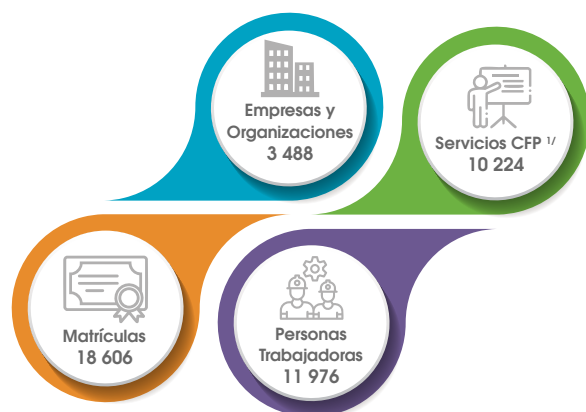 Empresas y
Organizaciones
3 488
Servicios CFP 1/
10 224
Matrículas
18 606
Personas
Trabajadoras
11 976